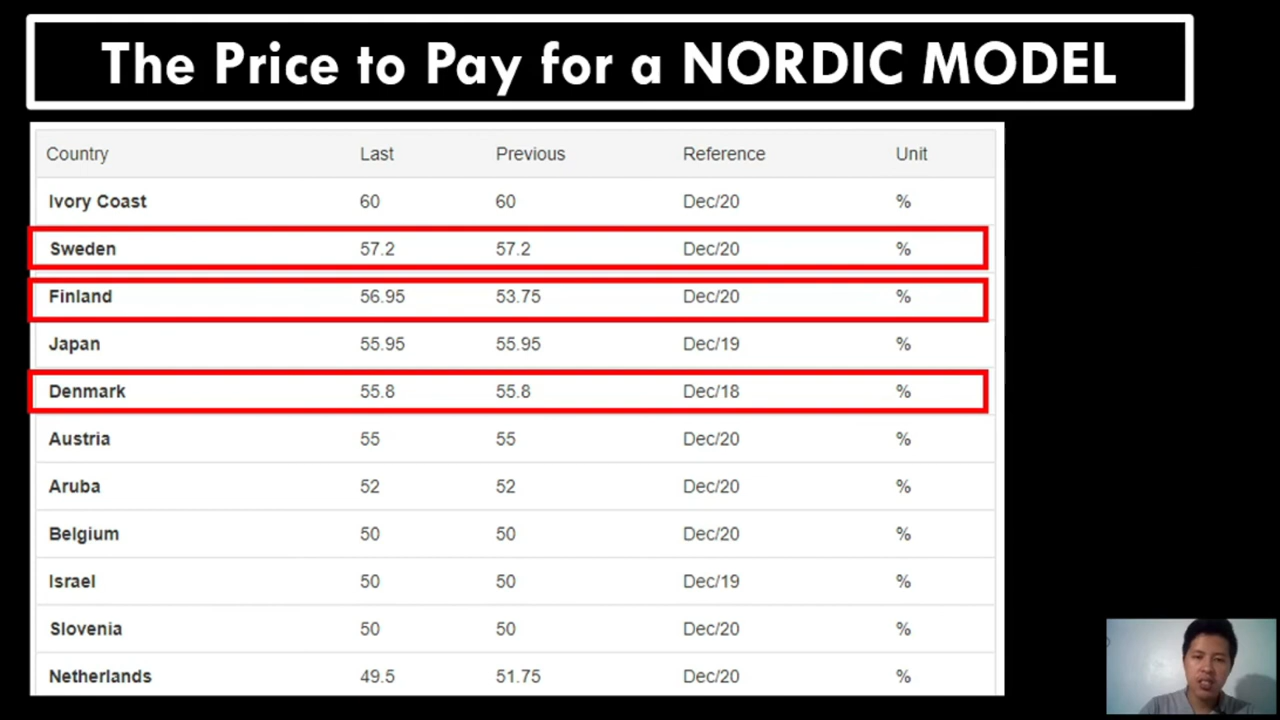 The Price to Pay for a NORDIC MODEL
Country Last Previous Reference Unit
Ivory Coast 60 60 Dec/20 %
Sweden 57.2 57.2 Dec/20 %
Finland 56.95 53.75 Dec/20 %
Japan 55.95 55.95 Dec/19 %
Denmark 55.8 55.8 Dec/18 %
Austria 55 55 Dec/20 %
Aruba 52 52 Dec/20 %
Belgium 50 50 Dec/20 %
Israel 50 50 Dec/19 %
Slovenia 50 50 Dec/20 %
Netherlands 49.5 51.75 Dec/20 %